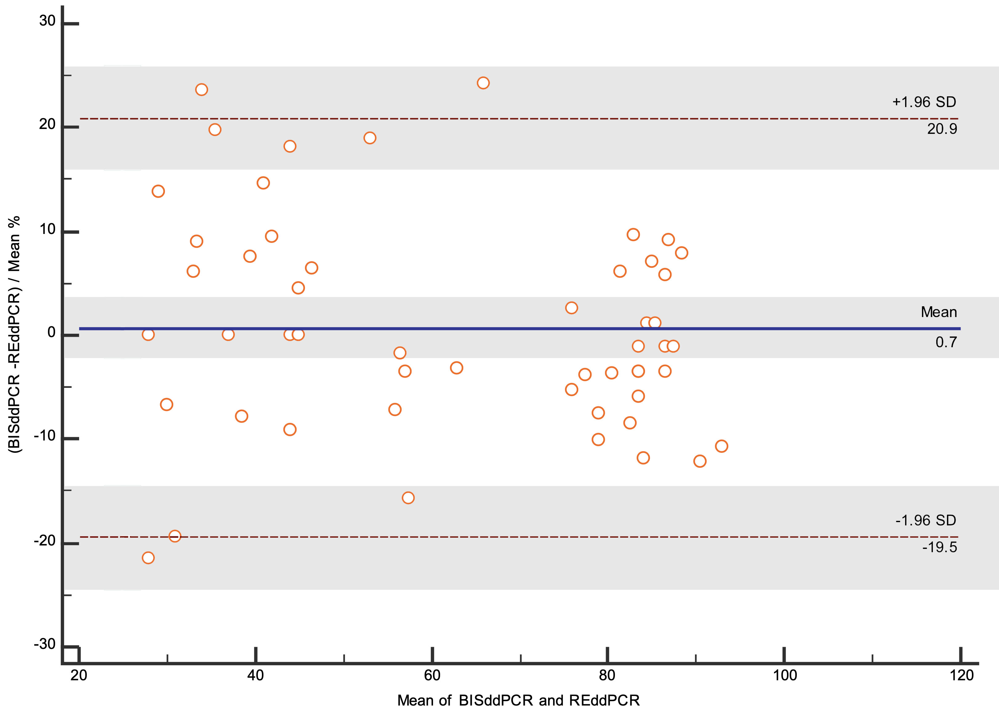 30
20
10
0
-10
-20
-30
(BISddPCR -REddPCR) / Mean %
+1.96 SD
20.9
Mean
0.7
-1.96 SD
-19.5
20 40 60 80 100 120
Mean of BISddPCR and REddPCR